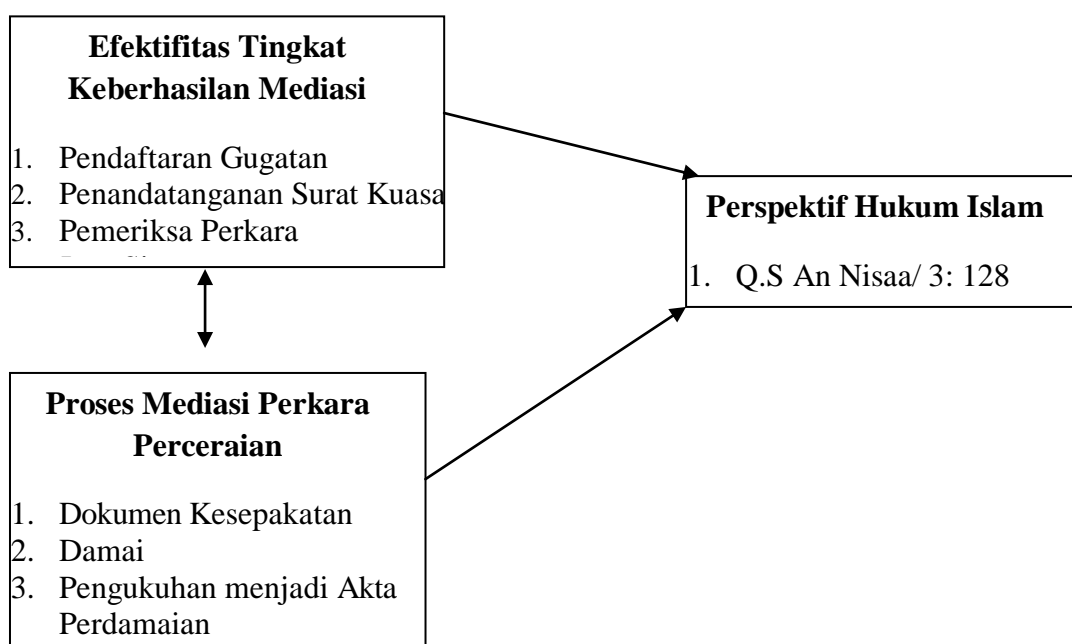 Efektifitas Tingkat
Keberhasilan Mediasi
1. Pendaftaran Gugatan
2. Penandatanganan Surat Kuasa
3. Pemeriksa Perkara
Perspektif Hukum Islam
1. Q.S An Nisaa/ 3: 128
Proses Mediasi Perkara
Perceraian
1. Dokumen Kesepakatan
2. Damai
3. Pengukuhan menjadi Akta
Perdamaian